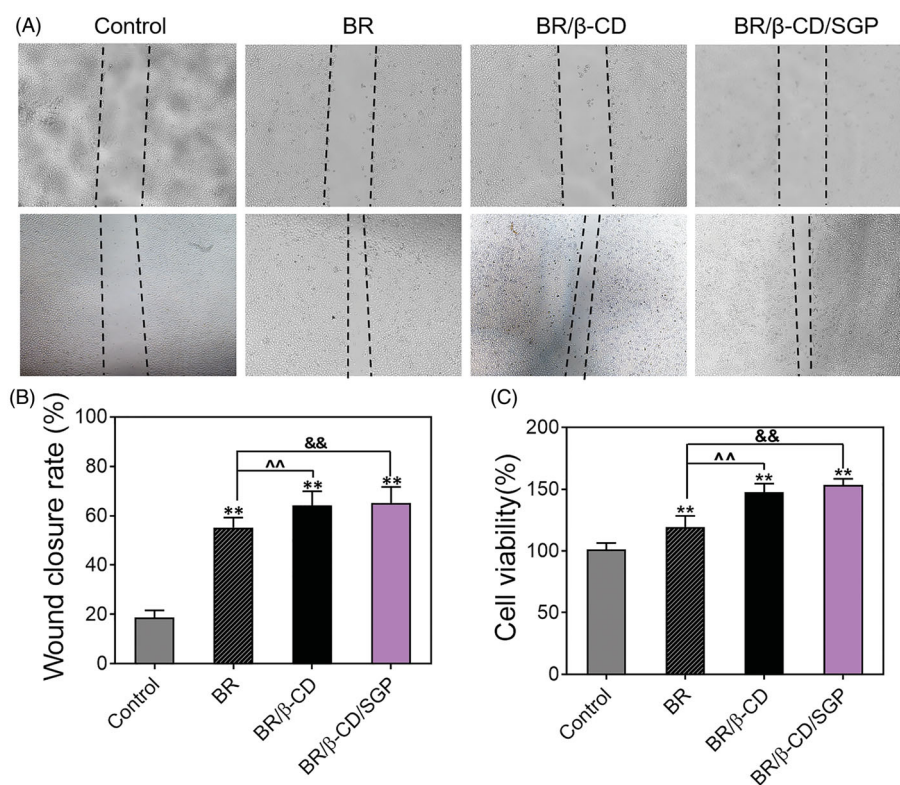 (A)
Control
BR
BR/β-CD
BR/β-CD/SGP
(B)
Wound closure rate (%)
100
80
60
40
20
0
**
**
**
^^
&&
Control
BR
BR/β-CD
BR/β-CD/SGP
(C)
Cell viability(%)
200
150
100
50
0
**
**
**
^^
&&
Control
BR
BR/β-CD
BR/β-CD/SGP